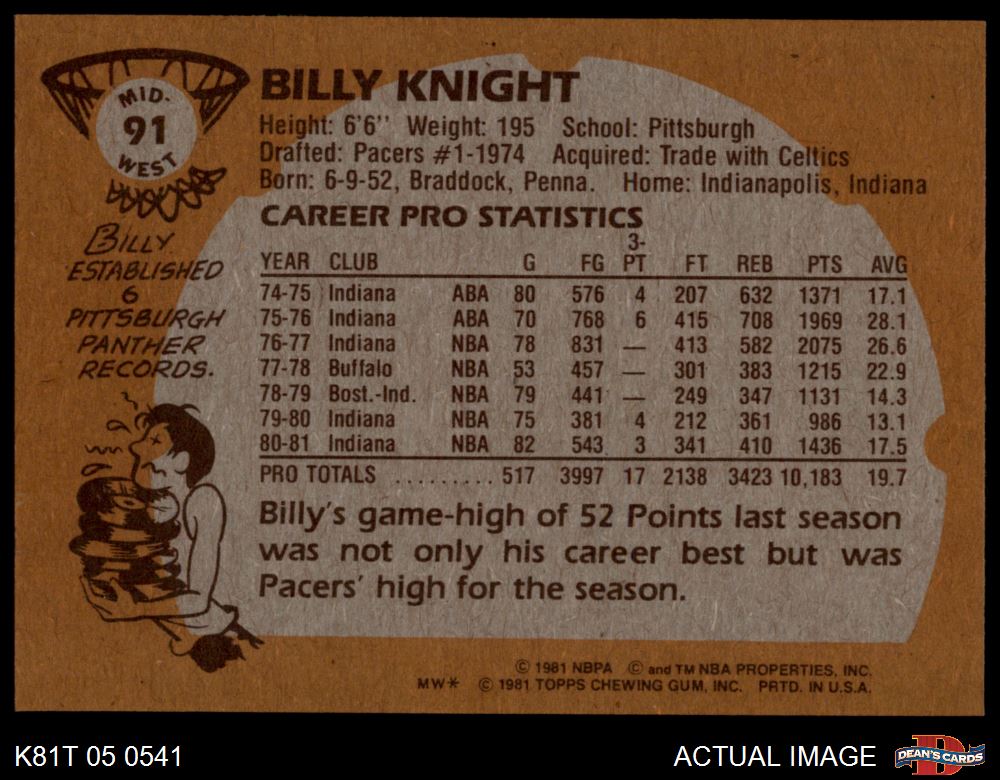 MID-
91
WEST
BILLY KNIGHT
Height: 6'6" Weight: 195 School: Pittsburgh
Drafted: Pacers #1-1974 Acquired: Trade with Celtics
Born: 6-9-52, Braddock, Penna. Home: Indianapolis, Indiana
BILLY
ESTABLISHED
6
PITTSBURGH
PANTHER
RECORDS.
CAREER PRO STATISTICS
YEAR CLUB G FG 3-PT FT REB PTS AVG
74-75 Indiana ABA 80 576 4 207 632 1371 17.1
75-76 Indiana ABA 70 768 6 415 708 1969 28.1
76-77 Indiana NBA 78 831 — 413 582 2075 26.6
77-78 Buffalo NBA 53 457 — 301 383 1215 22.9
78-79 Bost.-Ind. NBA 79 441 — 249 347 1131 14.3
79-80 Indiana NBA 75 381 4 212 361 986 13.1
80-81 Indiana NBA 82 543 3 341 410 1436 17.5
PRO TOTALS ......... 517 3997 17 2138 3423 10,183 19.7
Billy's game-high of 52 Points last season
was not only his career best but was
Pacers' high for the season.
© 1981 NBPA © and TM NBA PROPERTIES, INC.
MW* © 1981 TOPPS CHEWING GUM, INC. PRTD. IN U.S.A.
K81T 05 0541
ACTUAL IMAGE
D
DEAN'S CARDS